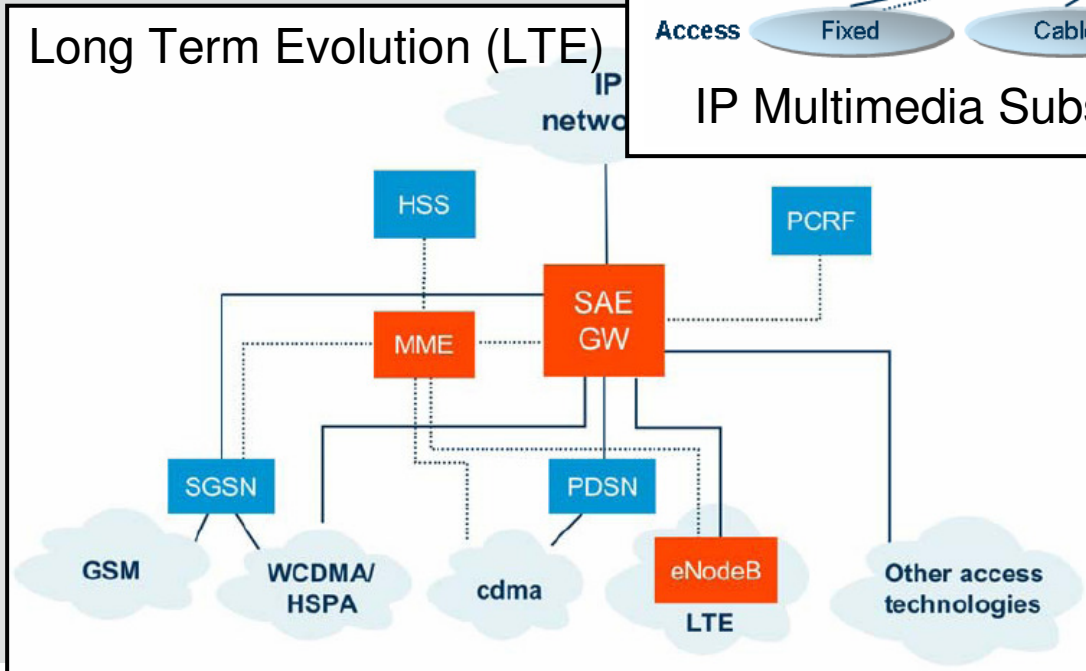 Long Term Evolution (LTE)
Access
Fixed
IP Multimedia
IP
HSS
PCRF
SAE
GW
MME
SGSN
PDSN
GSM
WCDMA/
HSPA
cdma
eNodeB
LTE
Other access
technologies